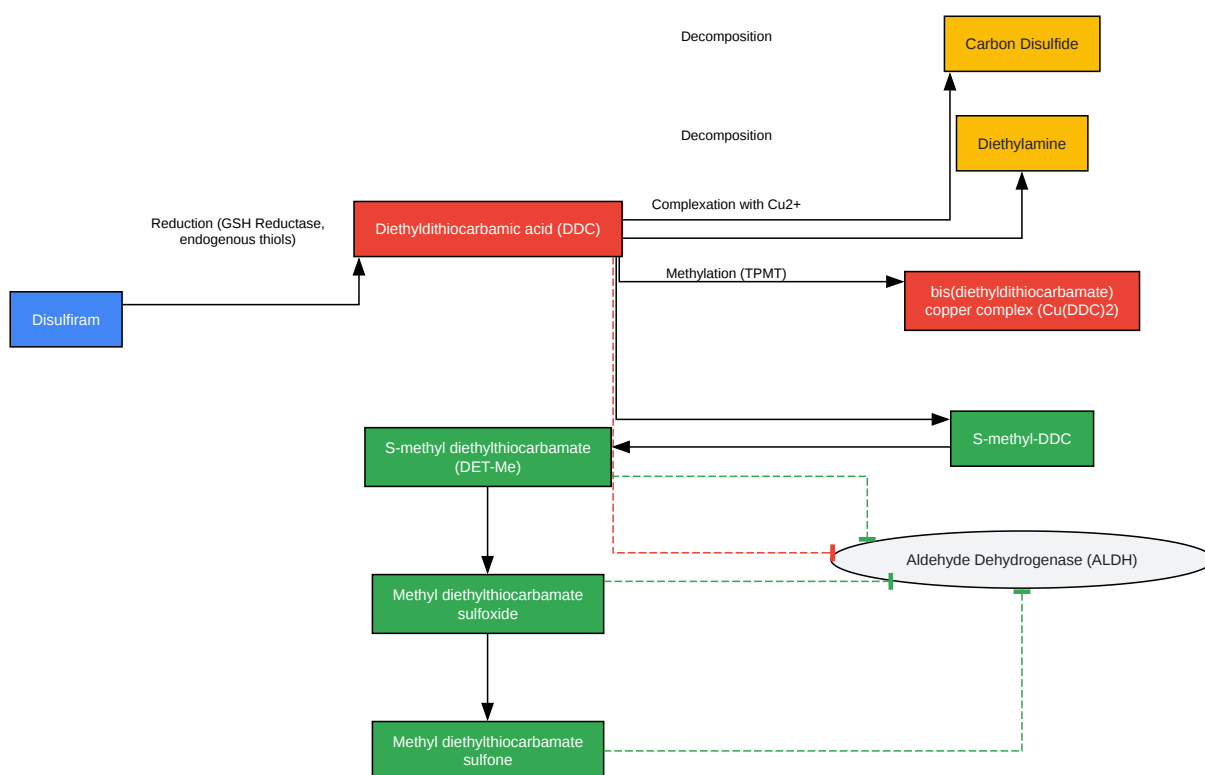 Decomposition
Carbon Disulfide
Decomposition
Diethylamine
Complexation with Cu2+
Reduction (GSH Reductase,
endogenous thiols)
Diethyldithiocarbamic acid (DDC)
Methylation (TPMT)
bis(diethyldithiocarbamate)
copper complex (Cu(DDC)2)
Disulfiram
S-methyl diethylthiocarbamate
(DET-Me)
S-methyl-DDC
Aldehyde Dehydrogenase (ALDH)
Methyl diethylthiocarbamate
sulfoxide
Methyl diethylthiocarbamate
sulfone